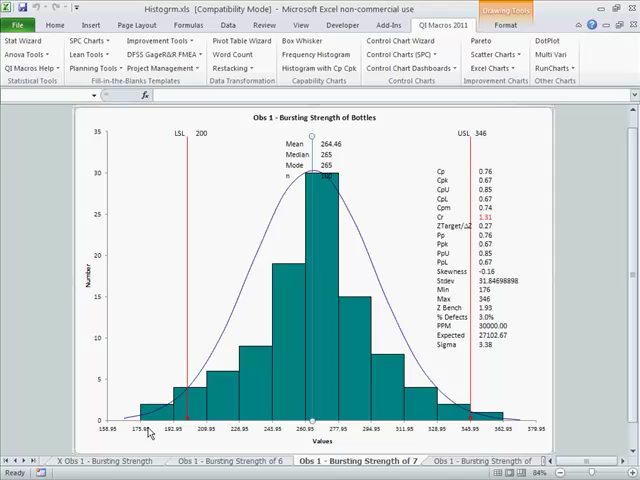 Histogrm.xls [Compatibility Mode] - Microsoft Excel non-commercial use
Drawing Tools
File Home Insert Page Layout Formulas Data Review View Developer Add-Ins QI Macros 2011 Format
Stat Wizard SPC Charts Improvement Tools Pivot Table Wizard Box Whisker Control Chart Wizard Pareto DotPlot
Anova Tools Lean Tools DFSS GageR&R FMEA Word Count Frequency Histogram Control Charts (SPC) Scatter Charts Multi Vari
QI Macros Help Planning Tools Project Management Restacking Histogram with Cp Cpk Control Chart Dashboards Excel Charts RunCharts
Statistical Tools Fill-in-the-Blanks Templates Data Transformation Capability Charts Control Charts Improvement Charts Other Charts
fx
Obs 1 - Bursting Strength of Bottles
LSL 200
USL 346
Mean 264.46
Median 265
Mode 265
n
Cp 0.76
Cpk 0.67
CpU 0.85
CpL 0.67
Cpm 0.74
Cr 1.31
ZTarget/ΔZ 0.27
Pp 0.76
Ppk 0.67
PpU 0.85
PpL 0.67
Skewness -0.16
Stdev 31.84698898
Min 176
Max 346
Z Bench 1.93
% Defects 3.0%
PPM 30000.00
Expected 27102.67
Sigma 3.38
Number
35
30
25
20
15
10
5
0
158.95 175.95 192.95 209.95 226.95 243.95 260.95 277.95 294.95 311.95 328.95 345.95 362.95 379.95
Values
X Obs 1 - Bursting Strength Obs 1 - Bursting Strength of 6 Obs 1 - Bursting Strength of 7 Obs 1 - Bursting Strength of
Ready 84%